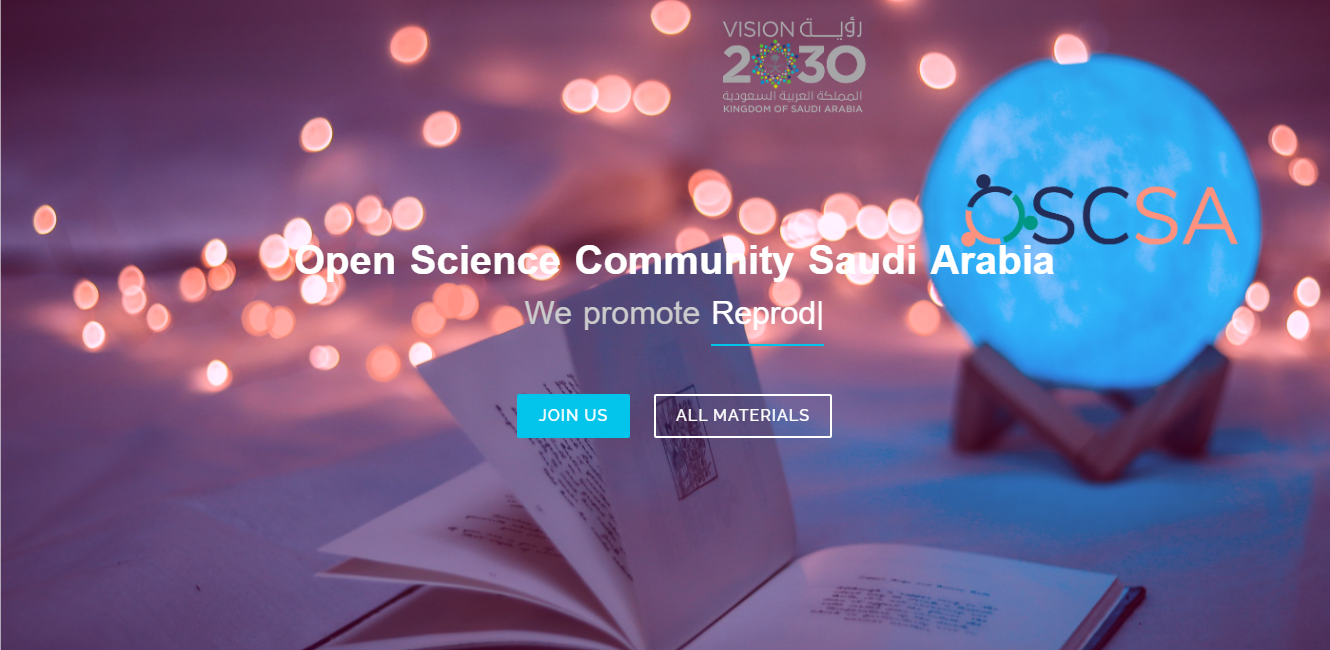 VISION رؤيــــة
2030
المملكة العربية السعودية
KINGDOM OF SAUDI ARABIA
OSCSA
Open Science Community Saudi Arabia
We promote Reprod|
JOIN US
ALL MATERIALS